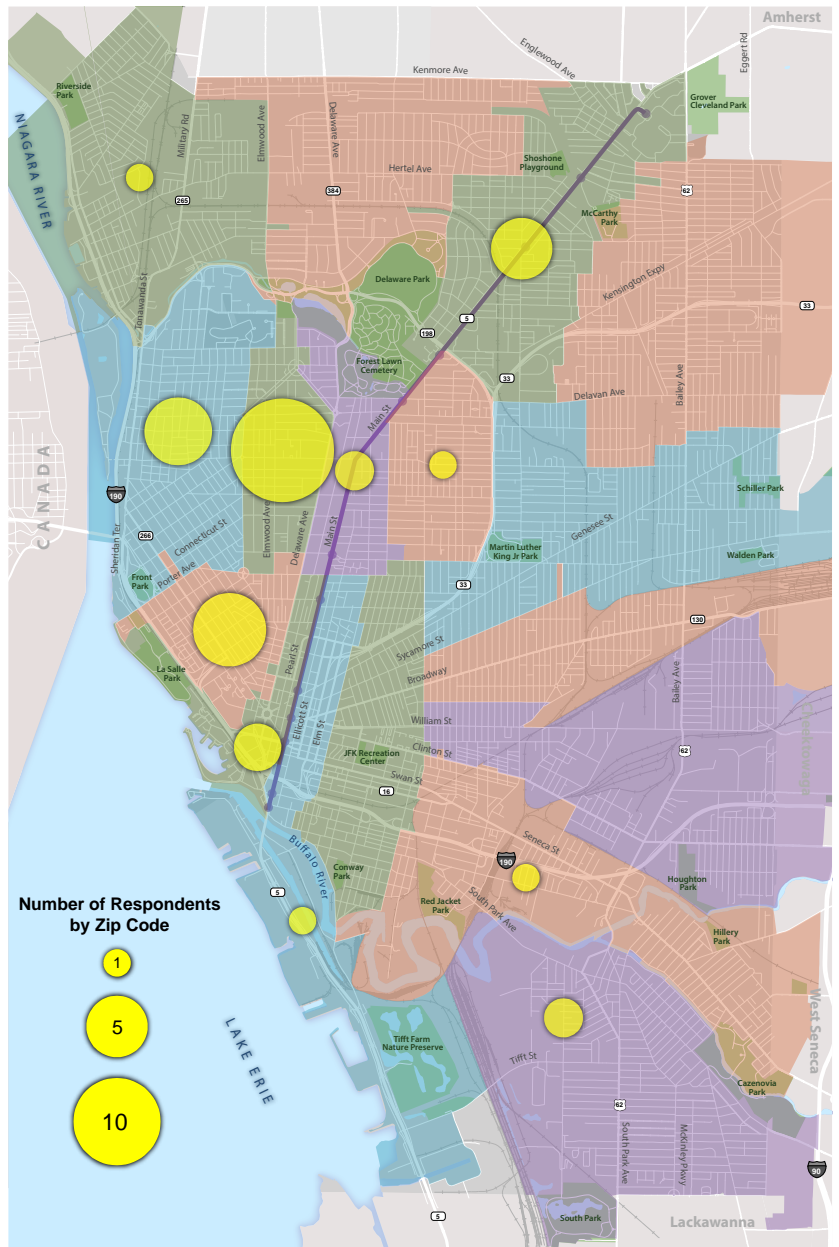 Amherst
Englewood Ave
Eggert Rd
Kenmore Ave
Riverside
Park
Grover
Cleveland Park
NIAGARA RIVER
Military Rd
Elmwood Ave
Delaware Ave
Shoshone
Playground
Hertel Ave
265
384
62
McCarthy
Park
Kensington Expy
Tonawanda St
Delaware Park
33
5
198
Forest Lawn
Cemetery
33
Delavan Ave
Bailey Ave
Main St
CANADA
190
Schiller Park
Sheridan Ter
266
Connecticut St
Elmwood Ave
Delaware Ave
Main St
Genesee St
Martin Luther
King Jr Park
Walden Park
Front
Park
Porter Ave
33
130
Sycamore St
La Salle
Park
Pearl St
Broadway
Bailey Ave
Ellicott St
Elm St
William St
Clinton St
JFK Recreation
Center
62
Swan St
16
Seneca St
Buffalo River
190
Conway
Park
Houghton
Park
5
Number of Respondents
by Zip Code
Red Jacket
Park
South Park Ave
Hillery
Park
1
5
West Seneca
LAKE ERIE
Tifft Farm
Nature Preserve
Tifft St
Cazenovia
Park
62
10
South Park Ave
McKinley Pkwy
90
5
South Park
Lackawanna